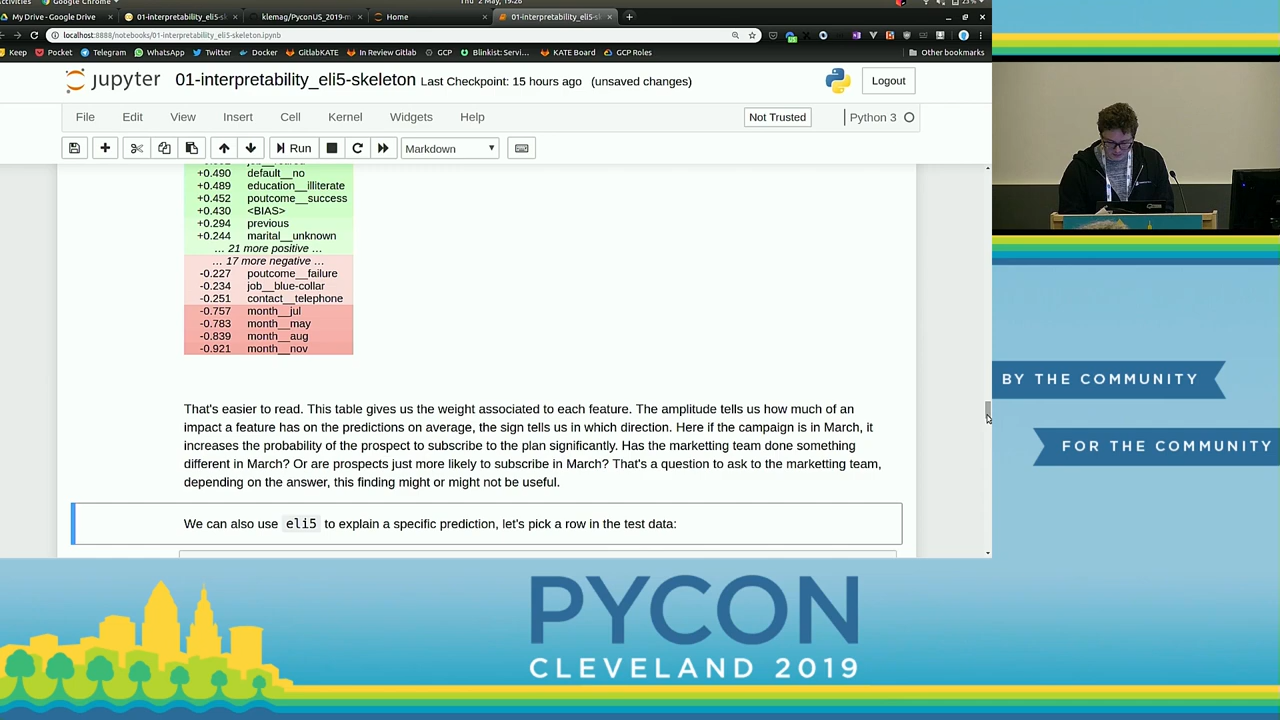 Google Chrome
Thu 2 May, 19:26
23 %
My Drive - Google Drive
01-interpretability_eli5-sk
klemag/PyconUS_2019-m
Home
01-interpretability_eli5-sk
localhost:8888/notebooks/01-interpretability_eli5-skeleton.ipynb
Keep Pocket Telegram WhatsApp Twitter Docker GitlabKATE In Review Gitlab GCP Blinkist: Servi... KATE Board GCP Roles Other bookmarks
jupyter 01-interpretability_eli5-skeleton Last Checkpoint: 15 hours ago (unsaved changes) Logout
File Edit View Insert Cell Kernel Widgets Help Not Trusted Python 3
Run Markdown
+0.490 default__no
+0.489 education__illiterate
+0.452 poutcome__success
+0.430 <BIAS>
+0.294 previous
+0.244 marital__unknown
… 21 more positive …
… 17 more negative …
-0.227 poutcome__failure
-0.234 job__blue-collar
-0.251 contact__telephone
-0.757 month__jul
-0.783 month__may
-0.839 month__aug
-0.921 month__nov
That's easier to read. This table gives us the weight associated to each feature. The amplitude tells us how much of an
impact a feature has on the predictions on average, the sign tells us in which direction. Here if the campaign is in March, it
increases the probability of the prospect to subscribe to the plan significantly. Has the marketting team done something
different in March? Or are prospects just more likely to subscribe in March? That's a question to ask to the marketting team,
depending on the answer, this finding might or might not be useful.
We can also use eli5 to explain a specific prediction, let's pick a row in the test data:
BY THE COMMUNITY
FOR THE COMMUNITY
PYCON
CLEVELAND 2019